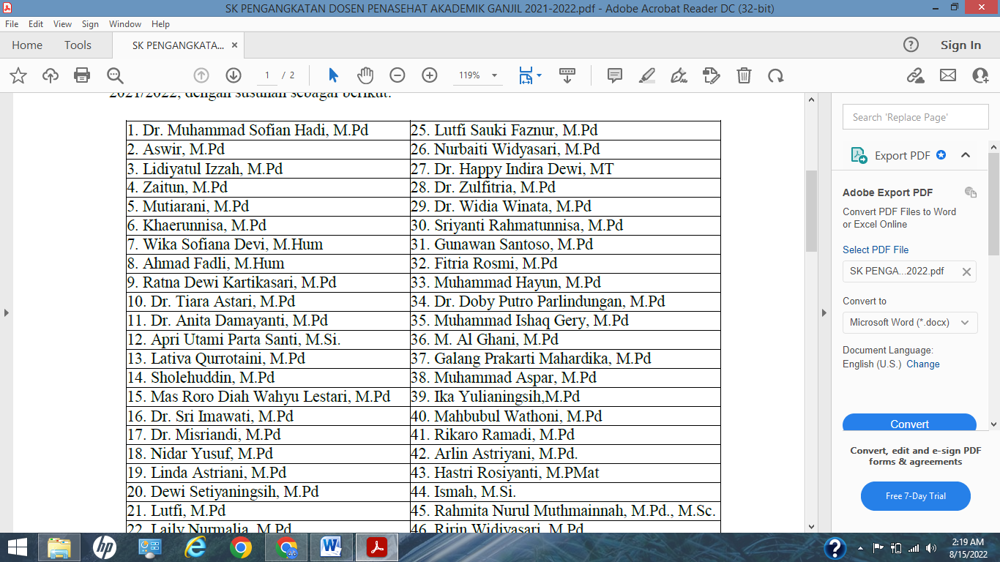 SK PENGANGKATAN DOSEN PENASEHAT AKADEMIK GANJIL 2021-2022.pdf - Adobe Acrobat Reader DC (32-bit)
File Edit View Sign Window Help
Home Tools SK PENGANGKATA... × Sign In
1 / 2 119%
2021/2022, dengan susunan sebagai berikut:
1. Dr. Muhammad Sofian Hadi, M.Pd
2. Aswir, M.Pd
3. Lidiyatul Izzah, M.Pd
4. Zaitun, M.Pd
5. Mutiarani, M.Pd
6. Khaerunnisa, M.Pd
7. Wika Sofiana Devi, M.Hum
8. Ahmad Fadli, M.Hum
9. Ratna Dewi Kartikasari, M.Pd
10. Dr. Tiara Astari, M.Pd
11. Dr. Anita Damayanti, M.Pd
12. Apri Utami Parta Santi, M.Si.
13. Lativa Qurrotaini, M.Pd
14. Sholehuddin, M.Pd
15. Mas Roro Diah Wahyu Lestari, M.Pd
16. Dr. Sri Imawati, M.Pd
17. Dr. Misriandi, M.Pd
18. Nidar Yusuf, M.Pd
19. Linda Astriani, M.Pd
20. Dewi Setiyaningsih, M.Pd
21. Lutfi, M.Pd
22. Laily Nurmalia, M.Pd
25. Lutfi Sauki Faznur, M.Pd
26. Nurbaiti Widyasari, M.Pd
27. Dr. Happy Indira Dewi, MT
28. Dr. Zulfitria, M.Pd
29. Dr. Widia Winata, M.Pd
30. Sriyanti Rahmatunnisa, M.Pd
31. Gunawan Santoso, M.Pd
32. Fitria Rosmi, M.Pd
33. Muhammad Hayun, M.Pd
34. Dr. Doby Putro Parlindungan, M.Pd
35. Muhammad Ishaq Gery, M.Pd
36. M. Al Ghani, M.Pd
37. Galang Prakarti Mahardika, M.Pd
38. Muhammad Aspar, M.Pd
39. Ika Yulianingsih,M.Pd
40. Mahbubul Wathoni, M.Pd
41. Rikaro Ramadi, M.Pd
42. Arlin Astriyani, M.Pd.
43. Hastri Rosiyanti, M.PMat
44. Ismah, M.Si.
45. Rahmita Nurul Muthmainnah, M.Pd., M.Sc.
46. Ririn Widiyasari, M.Pd
Search 'Replace Page'
Export PDF
Adobe Export PDF
Convert PDF Files to Word
or Excel Online
Select PDF File
SK PENGA...2022.pdf
Convert to
Microsoft Word (*.docx)
Document Language:
English (U.S.) Change
Convert
Convert, edit and e-sign PDF
forms & agreements
Free 7-Day Trial
2:19 AM
8/15/2022